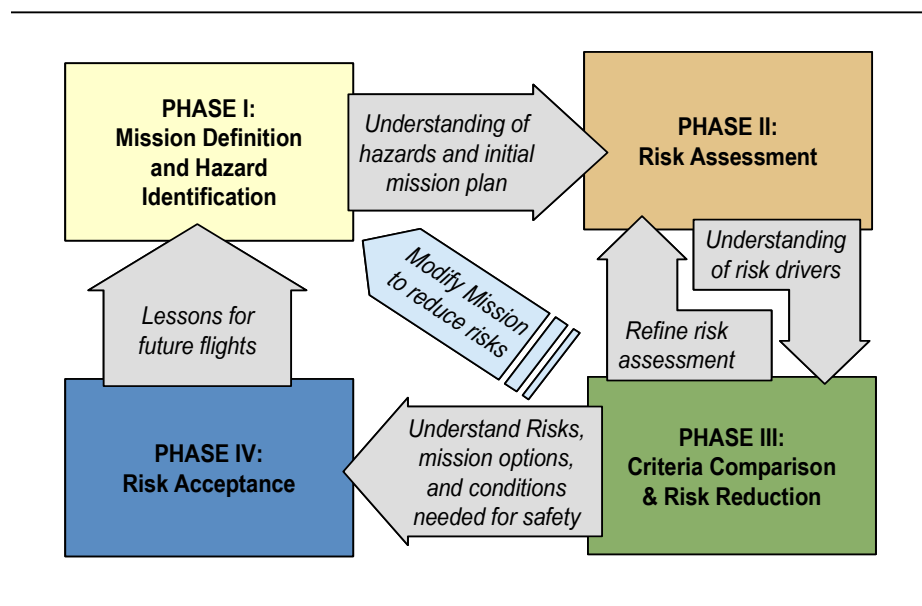 PHASE I:
Mission Definition
and Hazard
Identification
Understanding of
hazards and initial
mission plan
PHASE II:
Risk Assessment
Understanding
of risk drivers
Modify Mission
to reduce risks
Refine risk
assessment
Lessons for
future flights
PHASE IV:
Risk Acceptance
Understand Risks,
mission options,
and conditions
needed for safety
PHASE III:
Criteria Comparison
& Risk Reduction